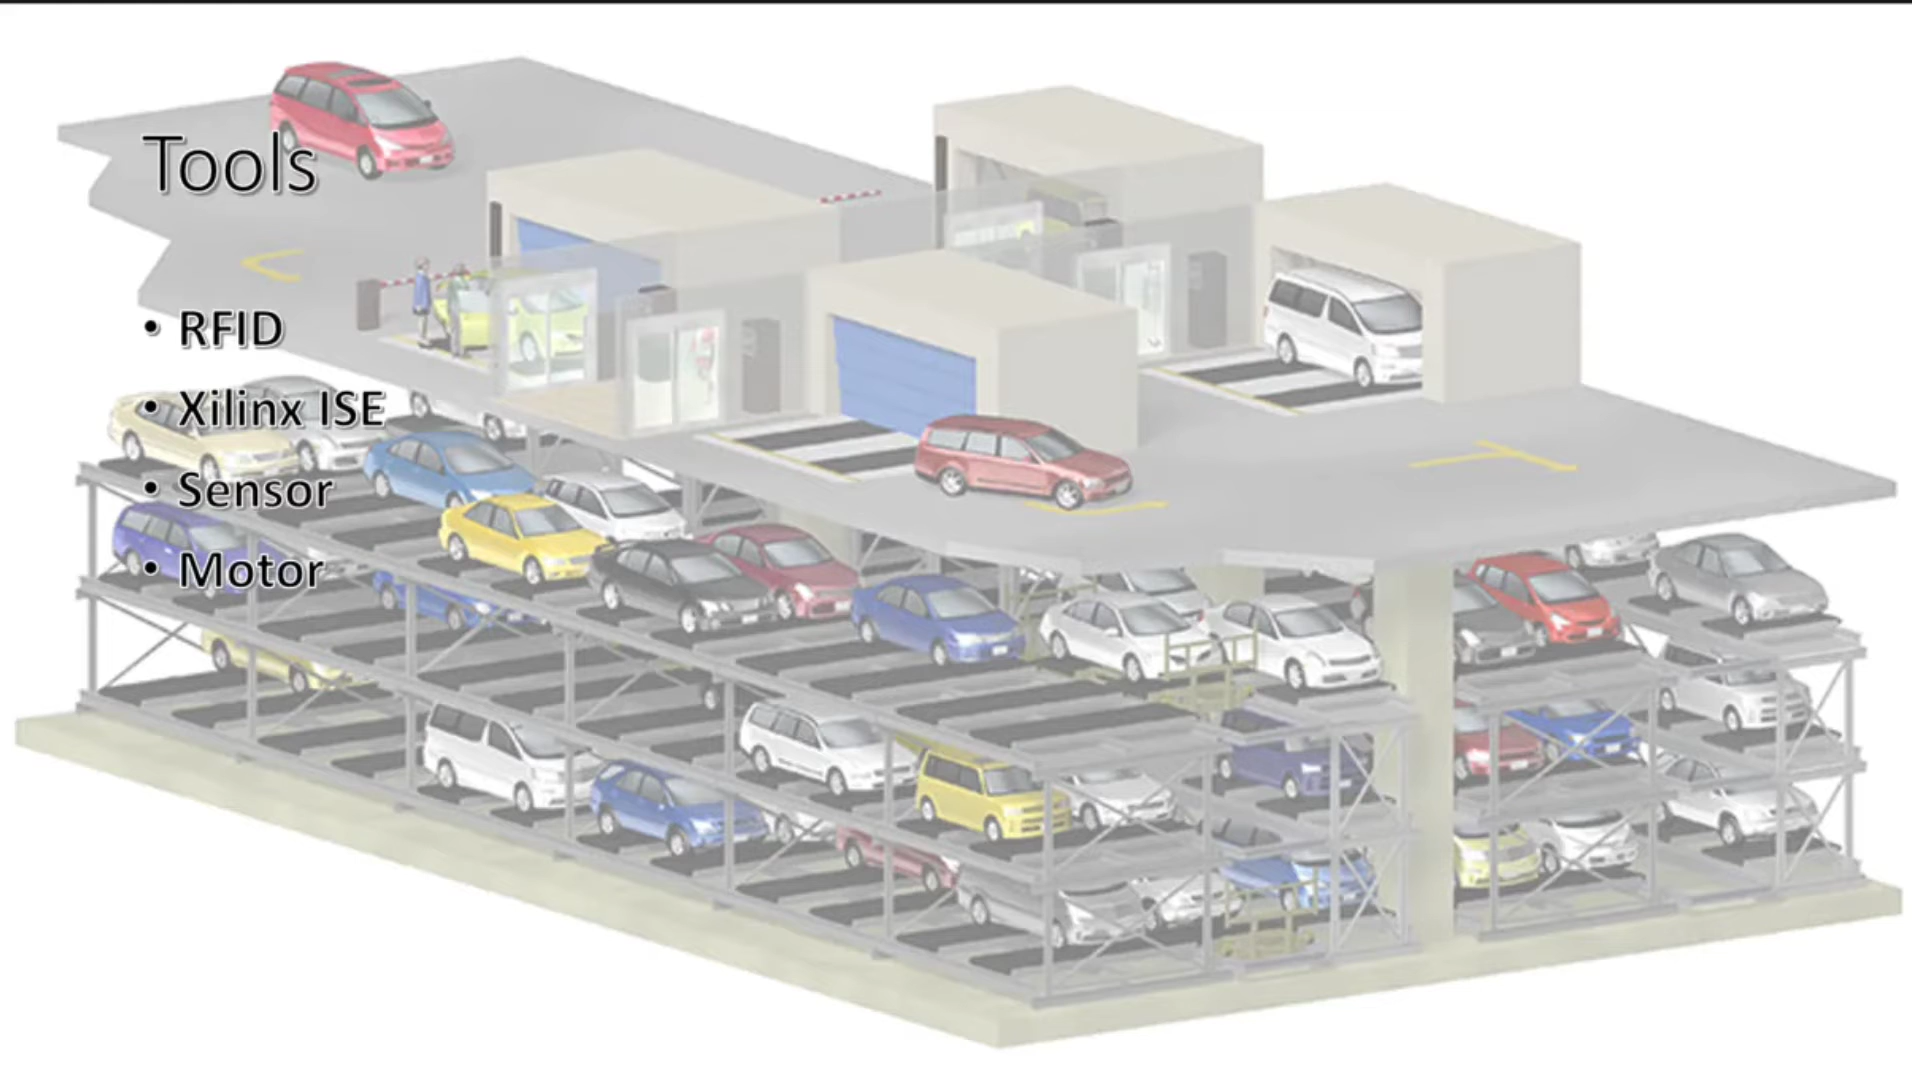 Tools
• RFID
• Xilinx ISE
• Sensor
• Motor